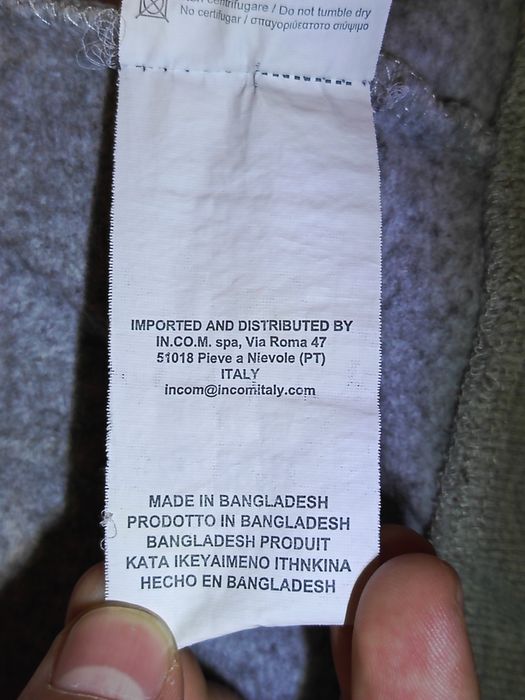 centrifugare / Do not tumble dry
No certifugar / σπαγοριύεατοτο σιύψιμο
IMPORTED AND DISTRIBUTED BY
IN.CO.M. spa, Via Roma 47
51018 Pieve a Nievole (PT)
ITALY
incom@incomitaly.com
MADE IN BANGLADESH
PRODOTTO IN BANGLADESH
BANGLADESH PRODUIT
KATA IKEYAIMENO ITHNKINA
HECHO EN BANGLADESH